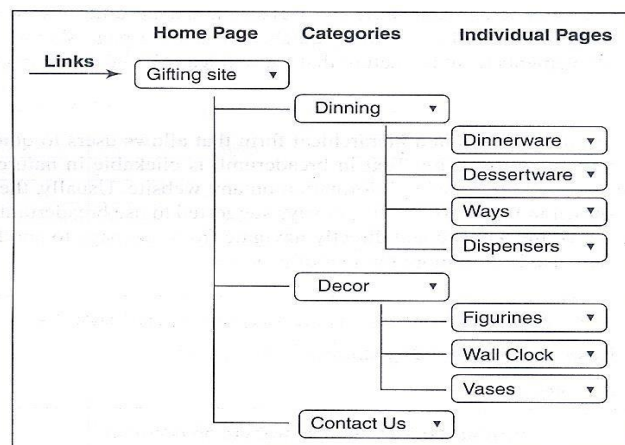 Home Page Categories Individual Pages
Links
Gifting site
Dinning
Dinnerware
Dessertware
Ways
Dispensers
Decor
Figurines
Wall Clock
Vases
Contact Us